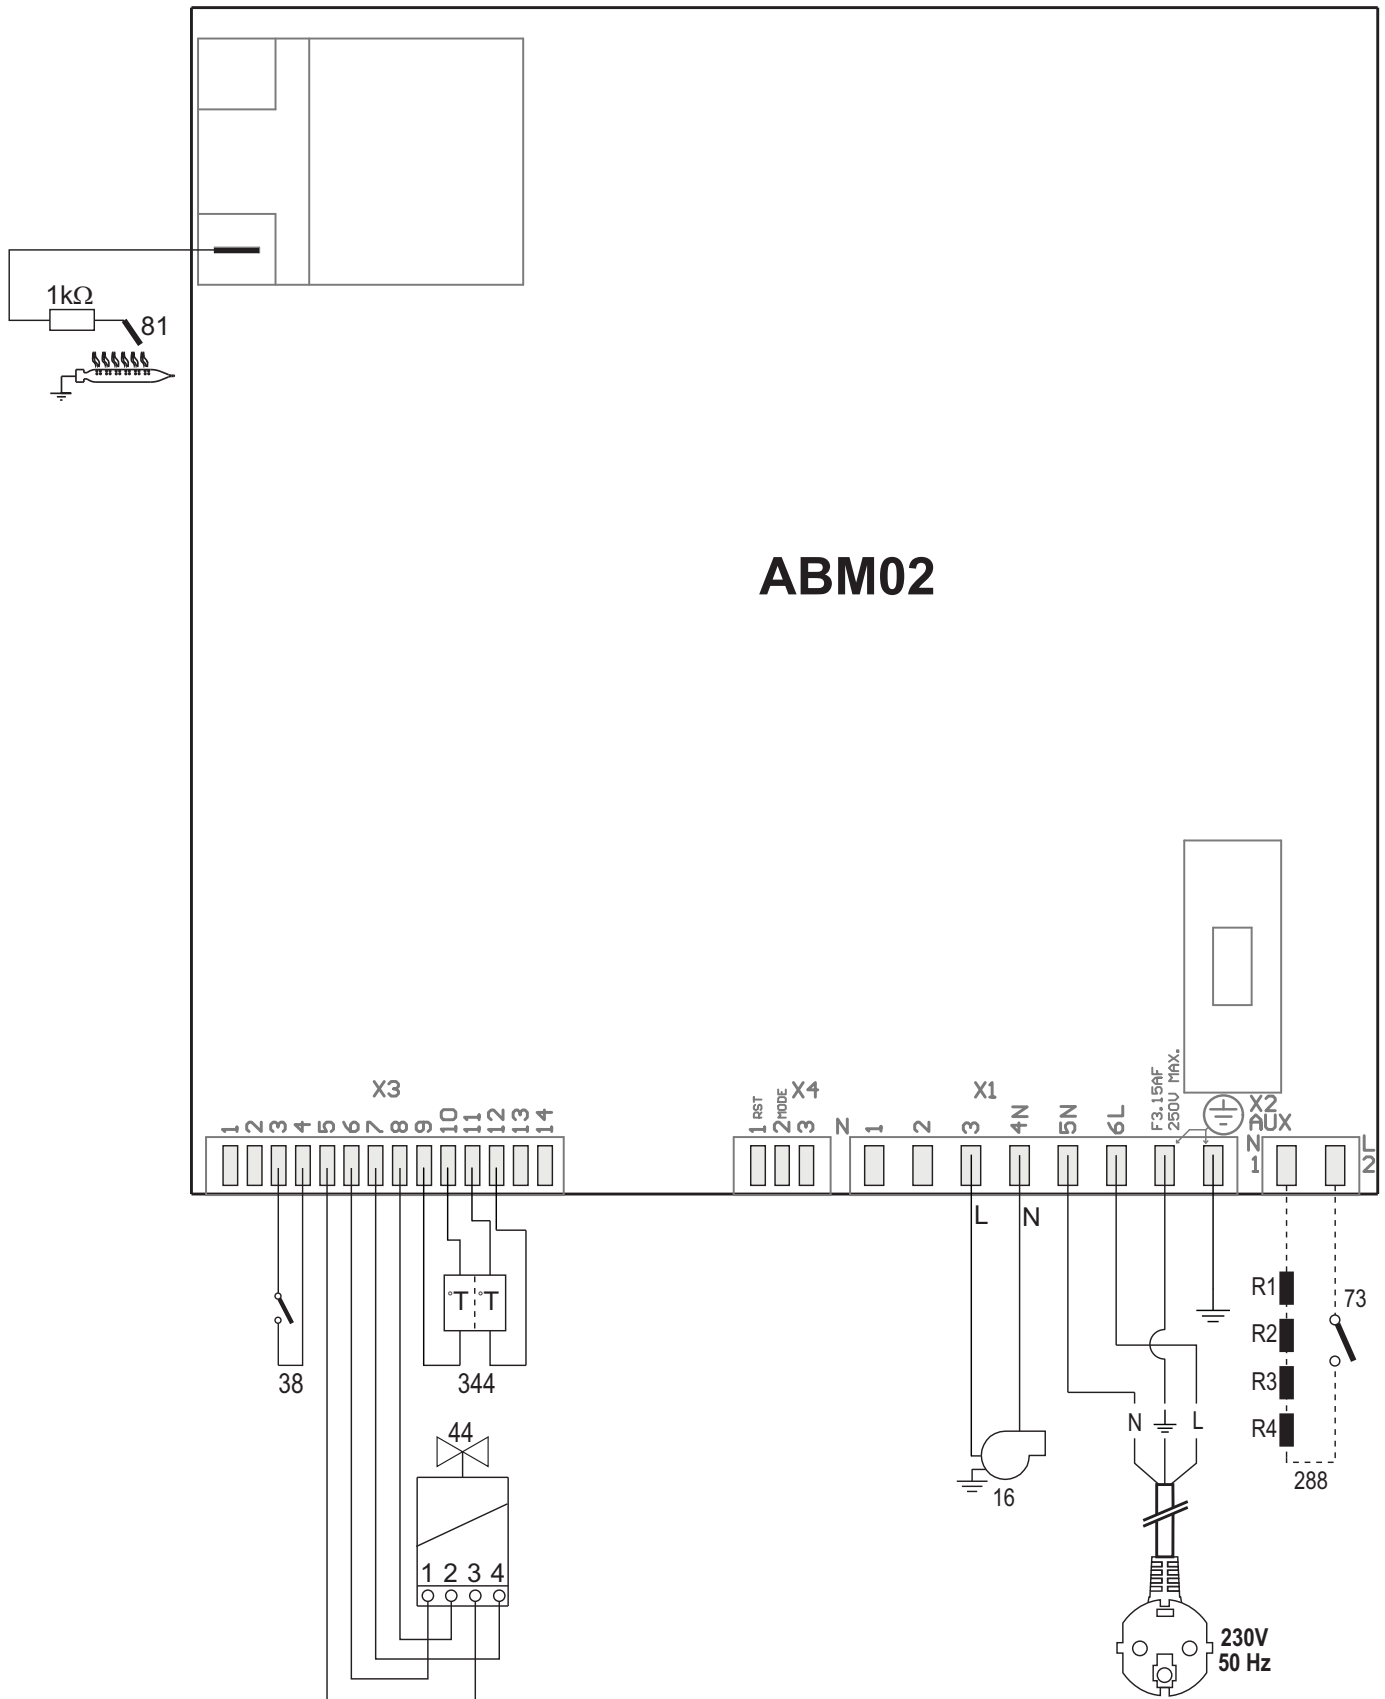 1kΩ
81
ABM02
X3
1
2
3
4
5
6
7
8
9
10
11
12
13
14
X4
1 RST
2 MODE
3
X1
N
1
2
3
4N
5N
6L
F3.15AF
250V MAX.
X2
AUX
N
1
L
2
L
N
38
°T
°T
344
44
1 2 3 4
16
N
L
230V
50 Hz
R1
R2
R3
R4
73
288